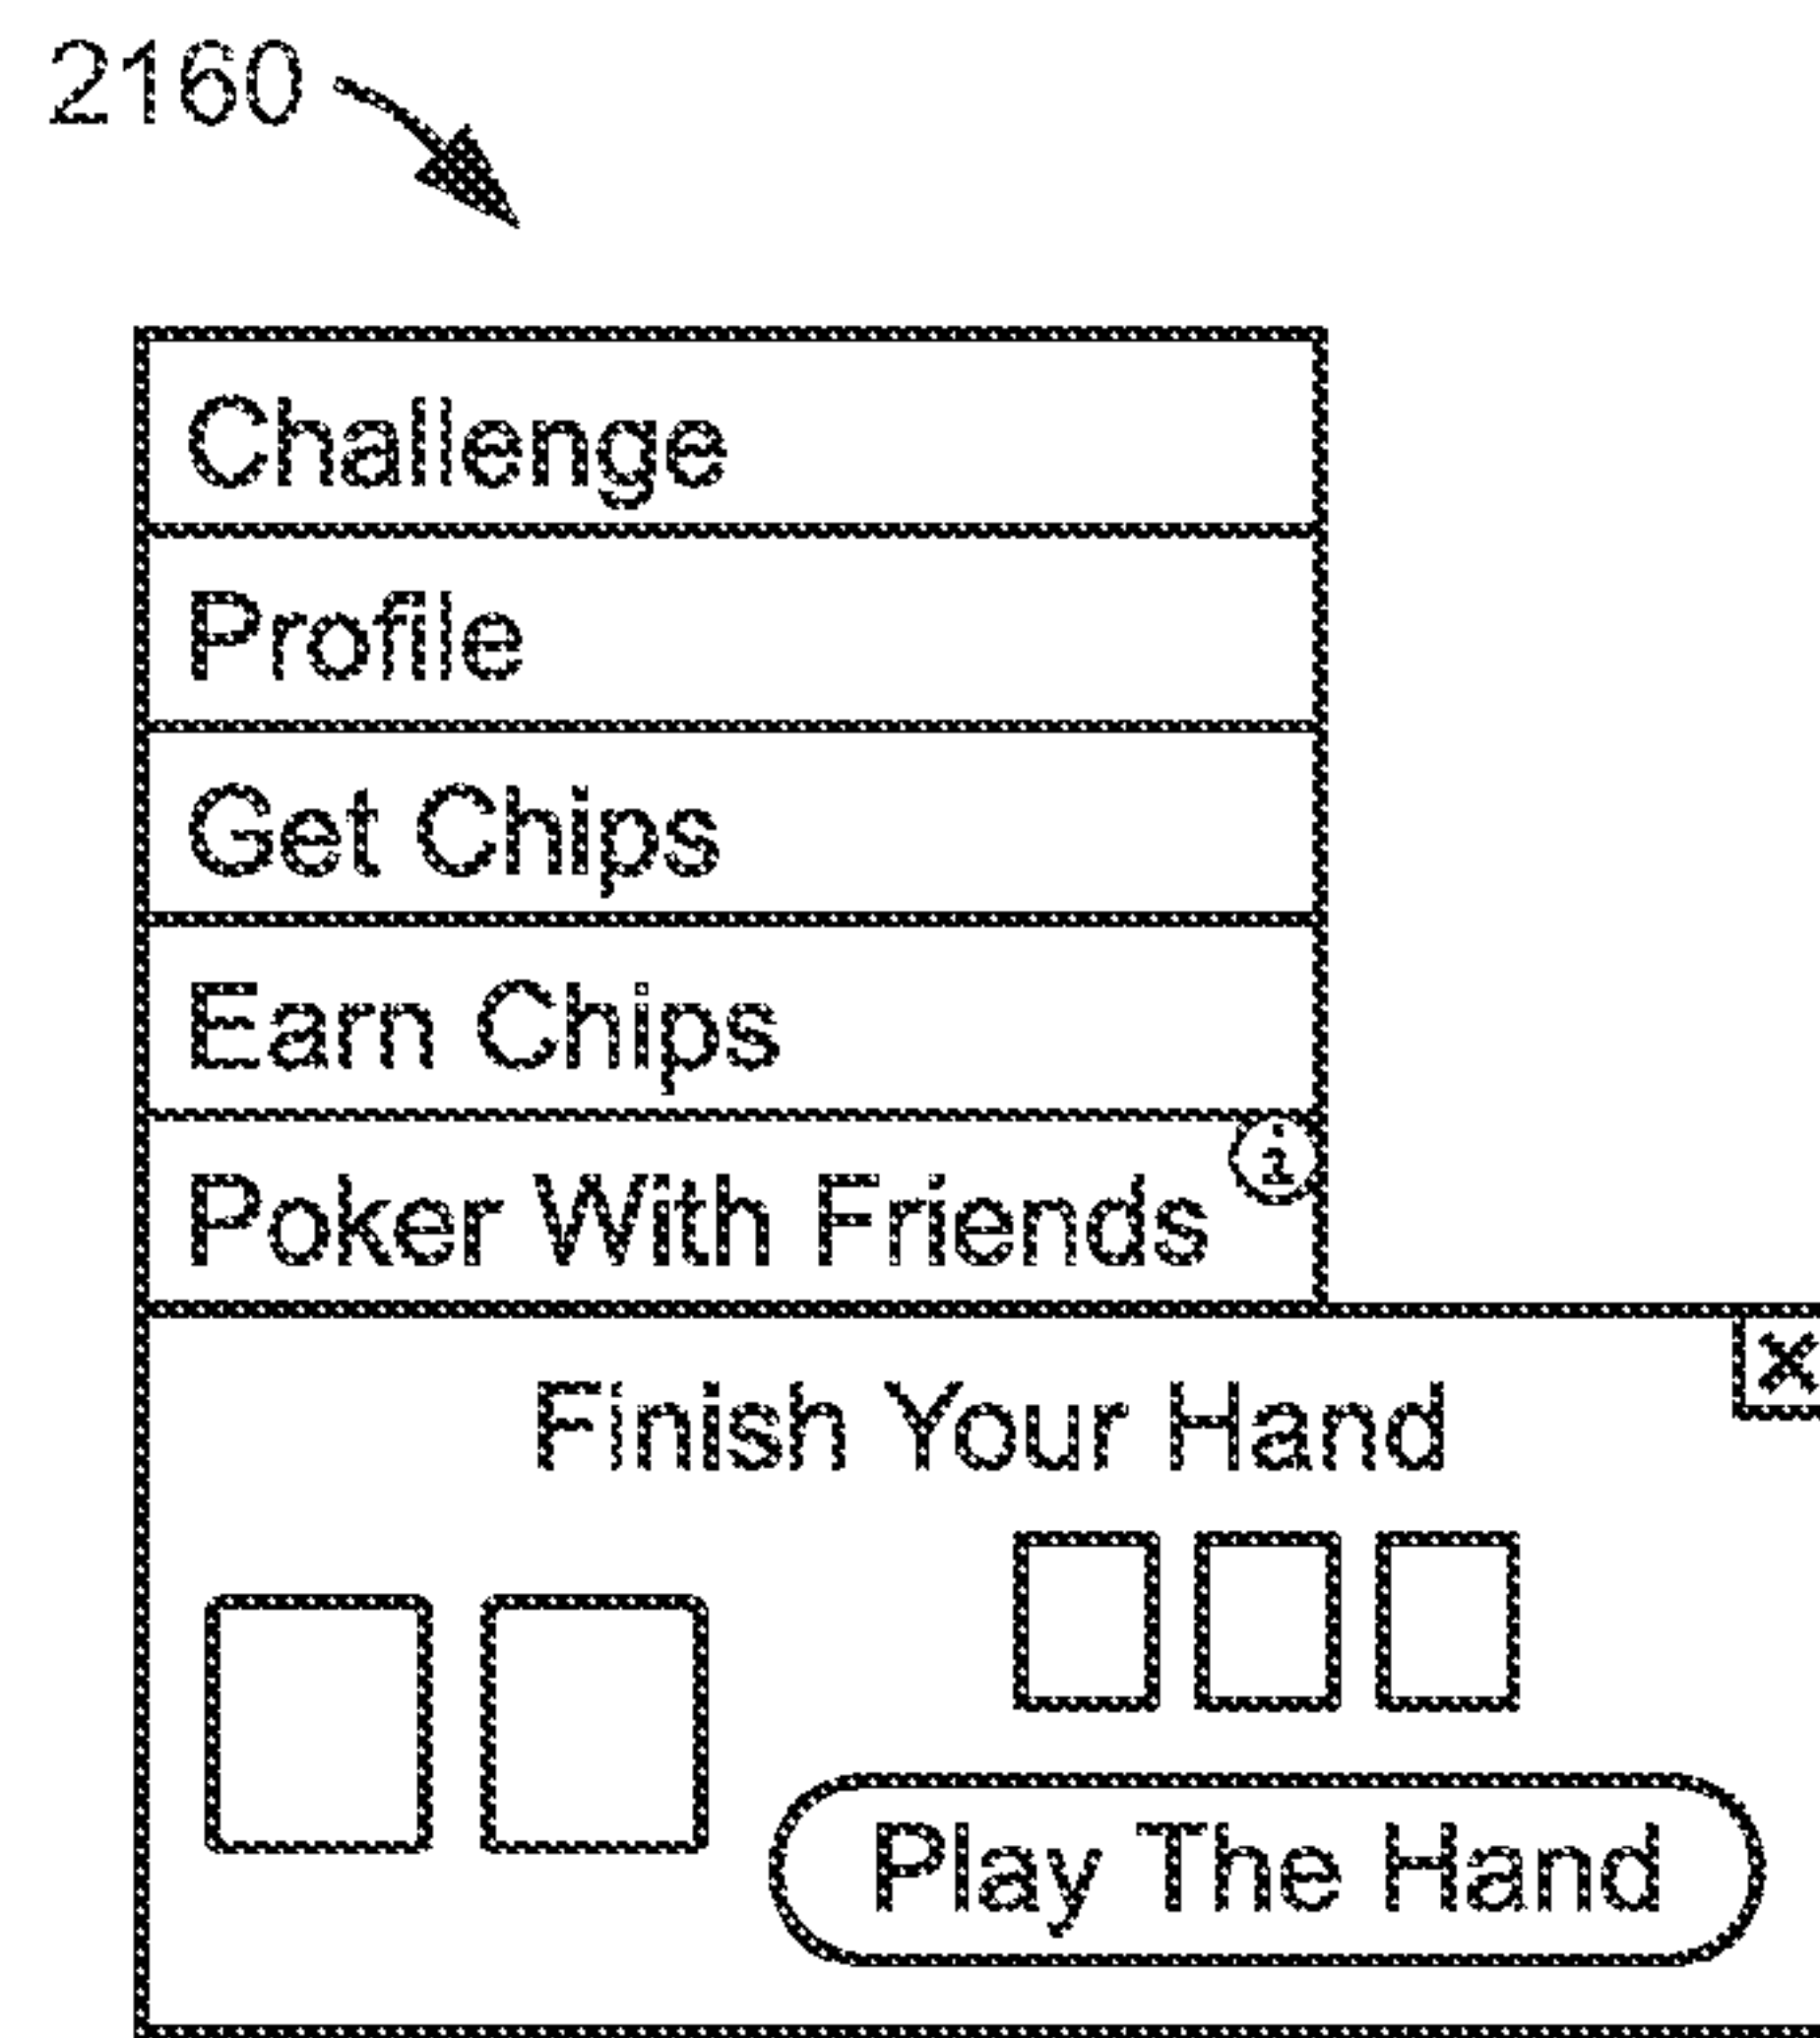 2160
Challenge
Profile
Get Chips
Earn Chips
Poker With Friends
Finish Your Hand
Play The Hand